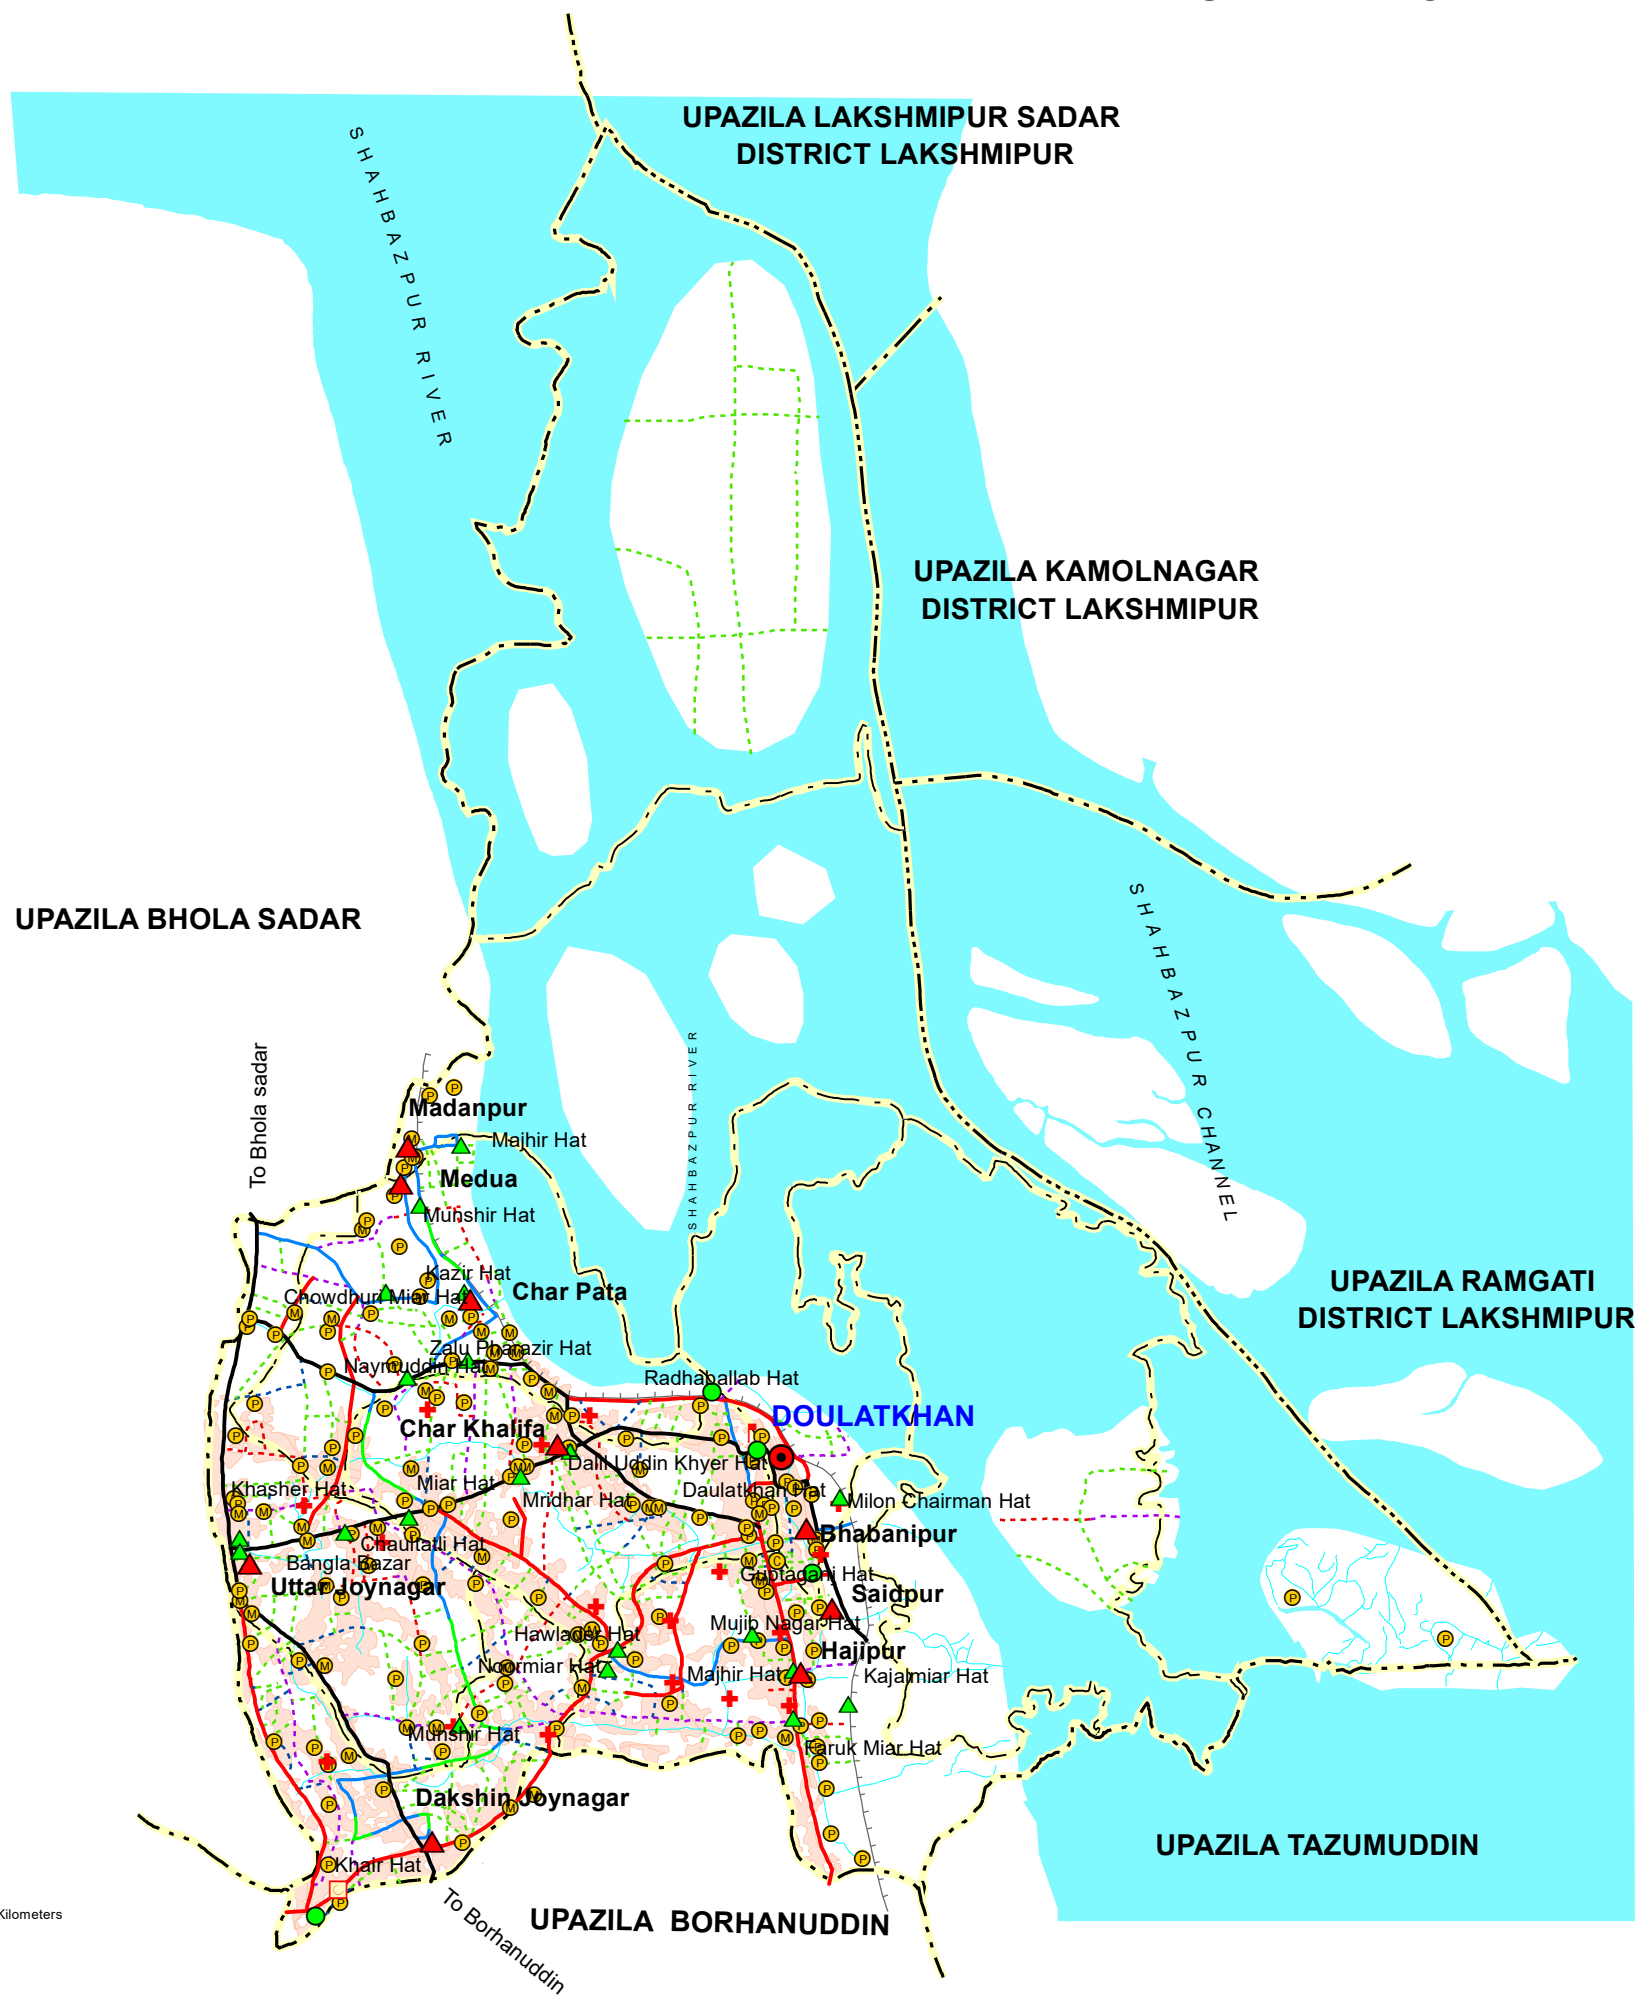 UPAZILA LAKSHMIPUR SADAR
DISTRICT LAKSHMIPUR
SHAHBAZPUR RIVER
UPAZILA KAMOLNAGAR
DISTRICT LAKSHMIPUR
UPAZILA BHOLA SADAR
SHAHBAZPUR CHANNEL
To Bhola sadar
SHAHBAZPUR RIVER
Madanpur
Majhir Hat
Medua
Munshir Hat
Kazir Hat
Chowdhuri Miar Hat
Char Pata
UPAZILA RAMGATI
DISTRICT LAKSHMIPUR
Zalu Pharazir Hat
Naymuddin Hat
Radhaballab Hat
DOULATKHAN
Char Khalifa
Dalil Uddin Khyer Hat
Miar Hat
Khasher Hat
Daulatkhan Hat
Mridhar Hat
Milon Chairman Hat
Bhabanipur
Chaultatli Hat
Bangla Bazar
Guptaganj Hat
Uttar Joynagar
Saidpur
Mujib Nagar Hat
Hawlader Hat
Hajipur
Noormiar Hat
Majhir Hat
Kajalmiar Hat
Munshir Hat
Faruk Miar Hat
Dakshin Joynagar
UPAZILA TAZUMUDDIN
Khair Hat
Kilometers
To Borhanuddin
UPAZILA BORHANUDDIN